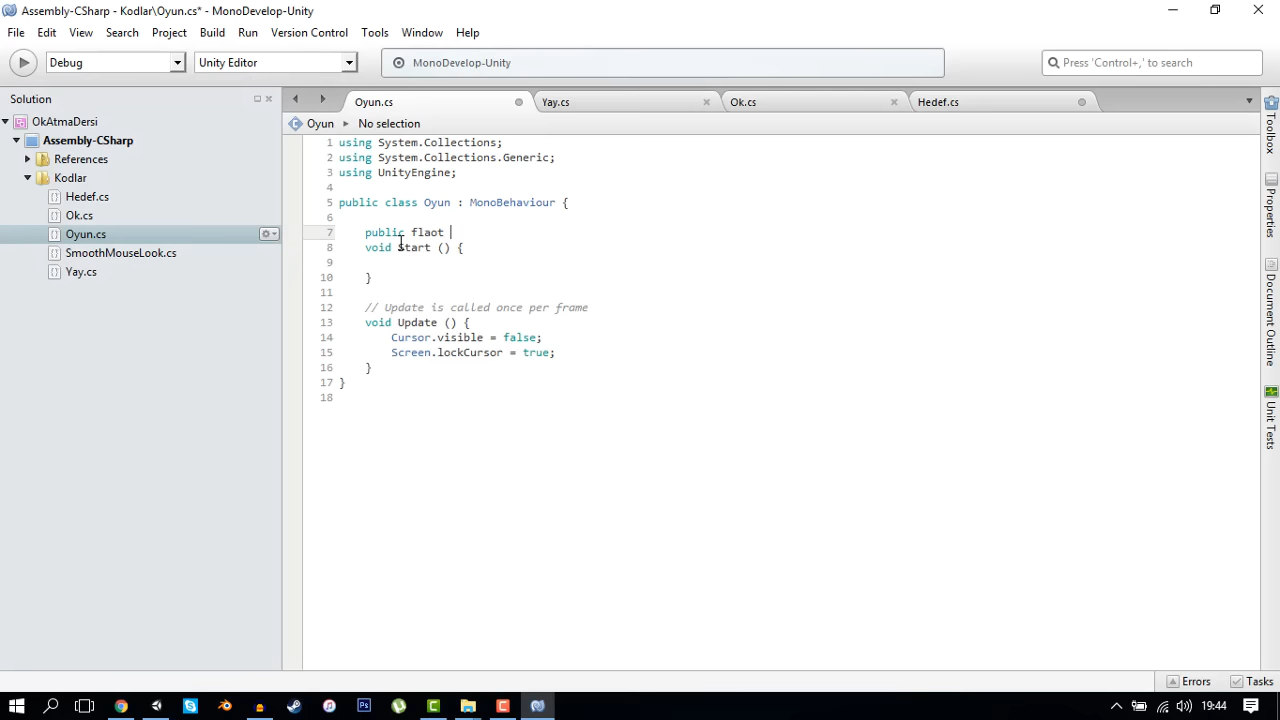 Assembly-CSharp - Kodlar\Oyun.cs* - MonoDevelop-Unity
File Edit View Search Project Build Run Version Control Tools Window Help
Debug Unity Editor MonoDevelop-Unity Press 'Control+,' to search
Solution
Oyun.cs Yay.cs Ok.cs Hedef.cs
OkAtmaDersi
Assembly-CSharp
References
Kodlar
Hedef.cs
Ok.cs
Oyun.cs
SmoothMouseLook.cs
Yay.cs
Oyun No selection
1 using System.Collections;
2 using System.Collections.Generic;
3 using UnityEngine;
4
5 public class Oyun : MonoBehaviour {
6
7 public flaot
8 void Start () {
9
10 }
11
12 // Update is called once per frame
13 void Update () {
14 Cursor.visible = false;
15 Screen.lockCursor = true;
16 }
17 }
18
Toolbox
Properties
Document Outline
Unit Tests
Errors Tasks
19:44